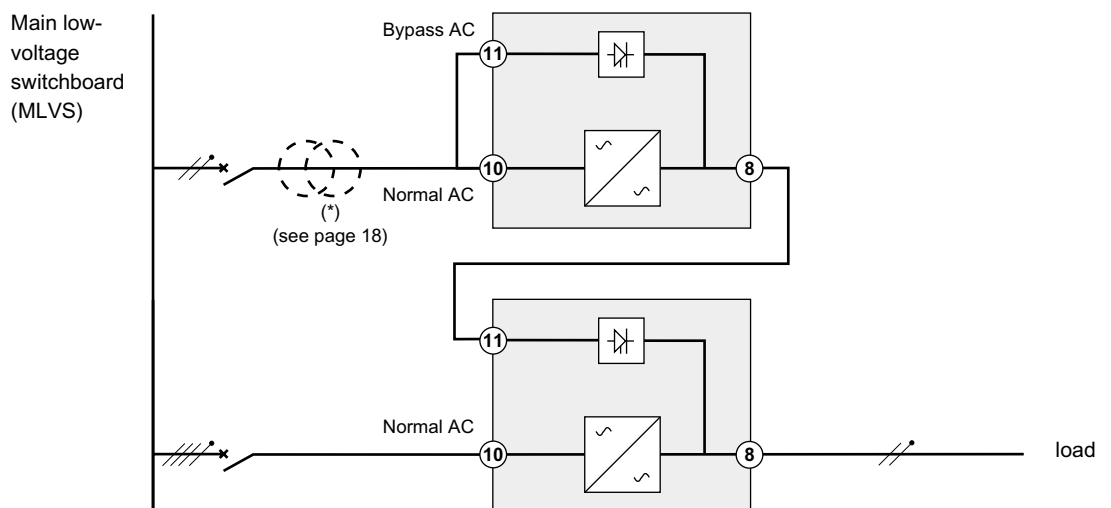 Main low-
voltage
switchboard
(MLVS)
Bypass AC
11
10
8
Normal AC
(*)
(see page 18)
11
Normal AC
10
8
load